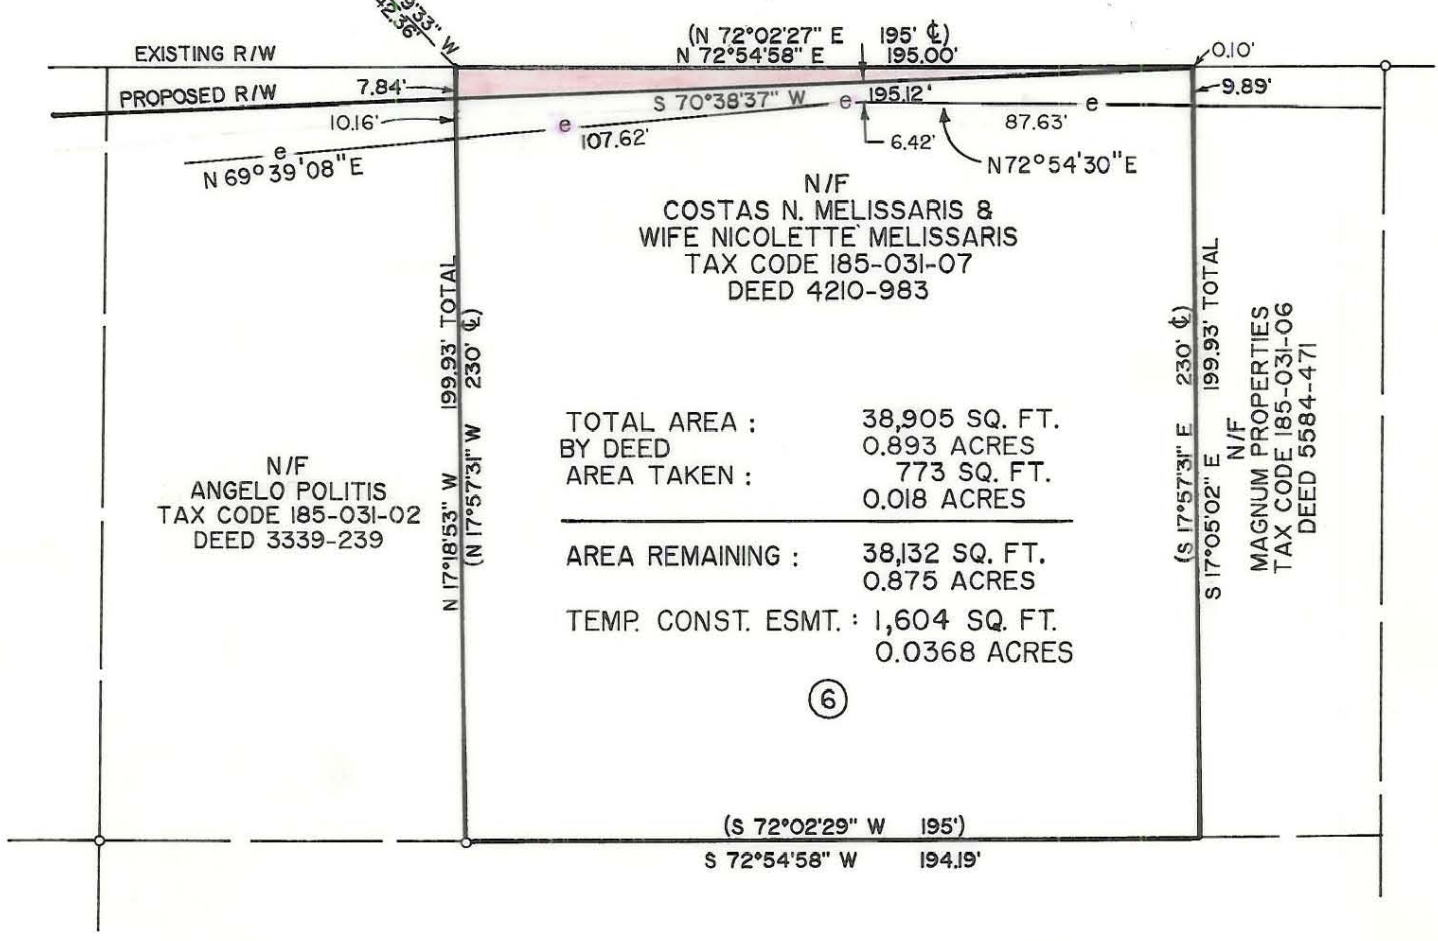 9'33" W
42.36'
(N 72°02'27" E 195' ℄)
N 72°54'58" E 195.00'
0.10'
EXISTING R/W
PROPOSED R/W
7.84'
9.89'
S 70°38'37" W
e
195.12'
e
10.16'
e
107.62'
87.63'
6.42'
e
N 69°39'08" E
N72°54'30"E
N/F
COSTAS N. MELISSARIS &
WIFE NICOLETTE MELISSARIS
TAX CODE 185-031-07
DEED 4210-983
199.93' TOTAL
230' ℄)
N 17°18'53" W
(N 17°57'31" W
N/F
ANGELO POLITIS
TAX CODE 185-031-02
DEED 3339-239
TOTAL AREA : 38,905 SQ. FT.
BY DEED 0.893 ACRES
AREA TAKEN : 773 SQ. FT.
0.018 ACRES
AREA REMAINING : 38,132 SQ. FT.
0.875 ACRES
TEMP. CONST. ESMT. : 1,604 SQ. FT.
0.0368 ACRES
6
(S 17°57'31" E 230' ℄)
S 17°05'02" E 199.93' TOTAL
N/F
MAGNUM PROPERTIES
TAX CODE 185-031-06
DEED 5584-471
(S 72°02'29" W 195')
S 72°54'58" W 194.19'